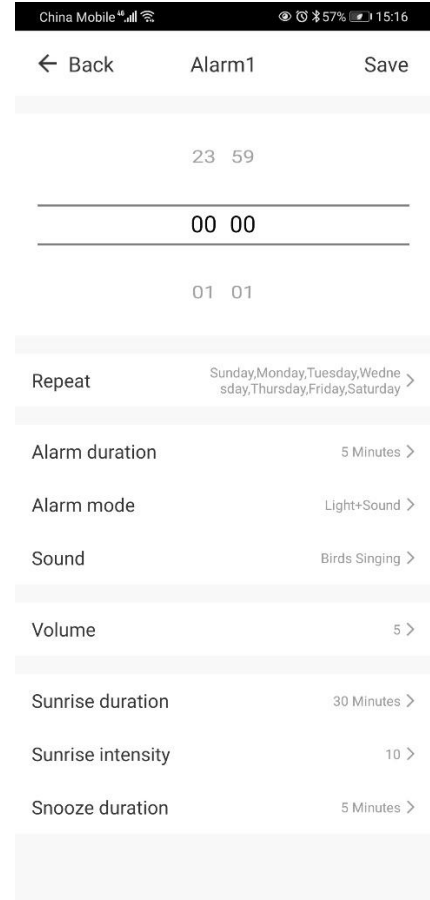 China Mobile 4G 57% 15:16
Back Alarm1 Save
23 59
00 00
01 01
Repeat Sunday,Monday,Tuesday,Wedne
sday,Thursday,Friday,Saturday
Alarm duration 5 Minutes
Alarm mode Light+Sound
Sound Birds Singing
Volume 5
Sunrise duration 30 Minutes
Sunrise intensity 10
Snooze duration 5 Minutes